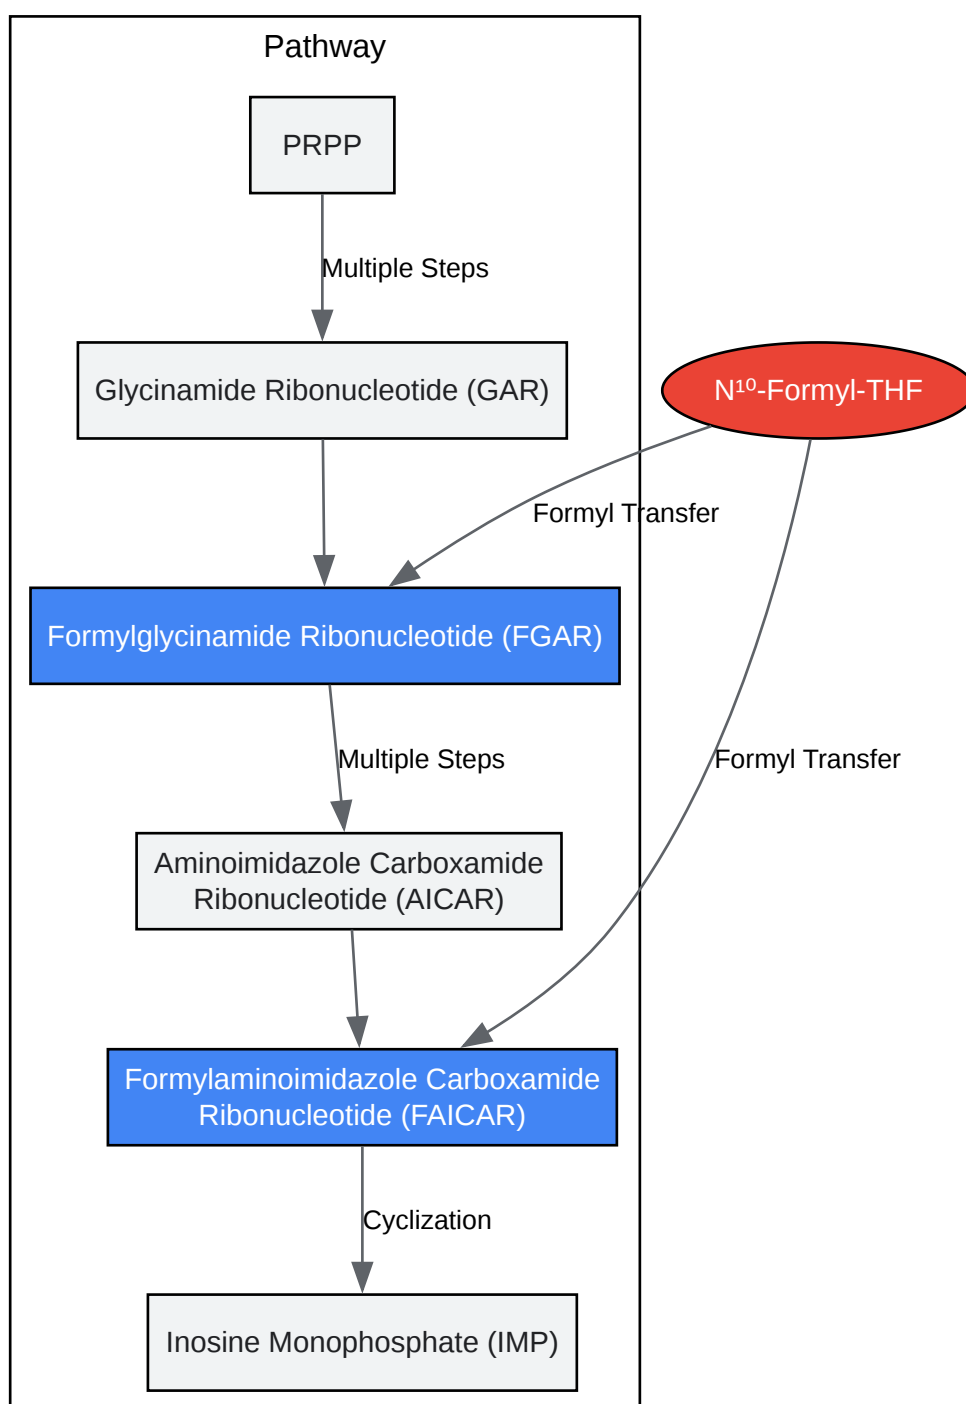 Pathway
PRPP
Multiple Steps
Glycinamide Ribonucleotide (GAR)
N¹⁰-Formyl-THF
Formyl Transfer
Formylglycinamide Ribonucleotide (FGAR)
Multiple Steps
Formyl Transfer
Aminoimidazole Carboxamide
Ribonucleotide (AICAR)
Formylaminoimidazole Carboxamide
Ribonucleotide (FAICAR)
Cyclization
Inosine Monophosphate (IMP)